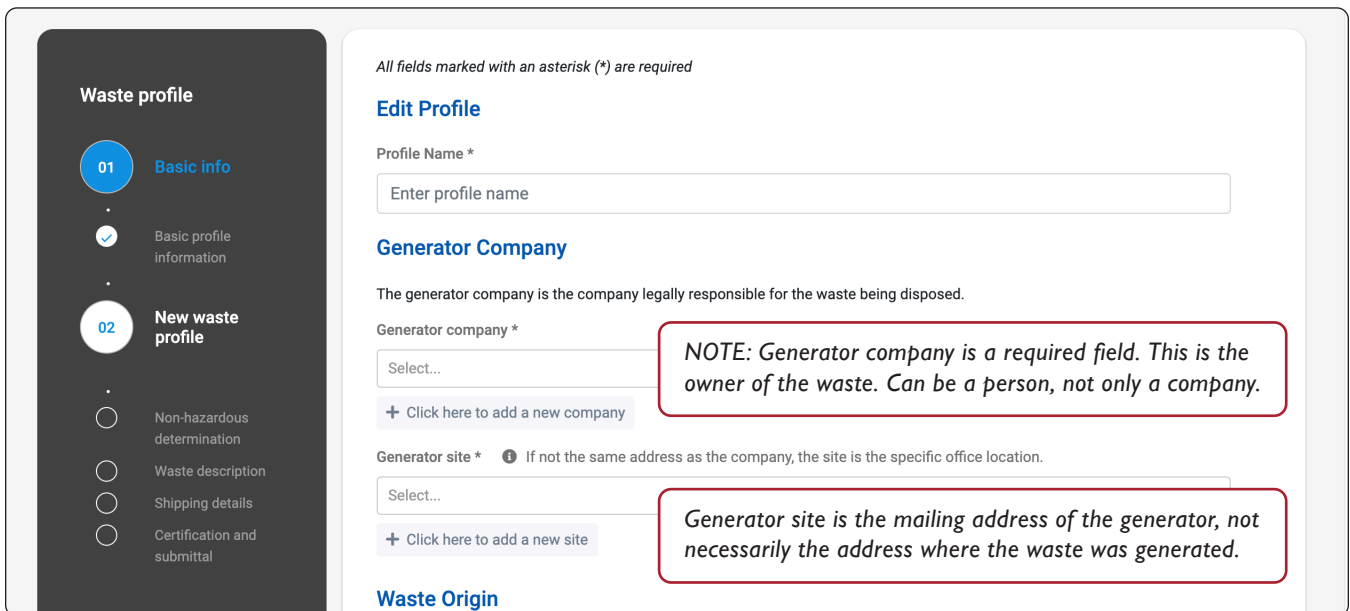 Waste profile
01
Basic info
Basic profile
information
02
New waste
profile
Non-hazardous
determination
Waste description
Shipping details
Certification and
submittal
All fields marked with an asterisk (*) are required
Edit Profile
Profile Name *
Enter profile name
Generator Company
The generator company is the company legally responsible for the waste being disposed.
Generator company *
Select...
NOTE: Generator company is a required field. This is the
owner of the waste. Can be a person, not only a company.
+ Click here to add a new company
Generator site * If not the same address as the company, the site is the specific office location.
Select...
Generator site is the mailing address of the generator, not
necessarily the address where the waste was generated.
+ Click here to add a new site
Waste Origin